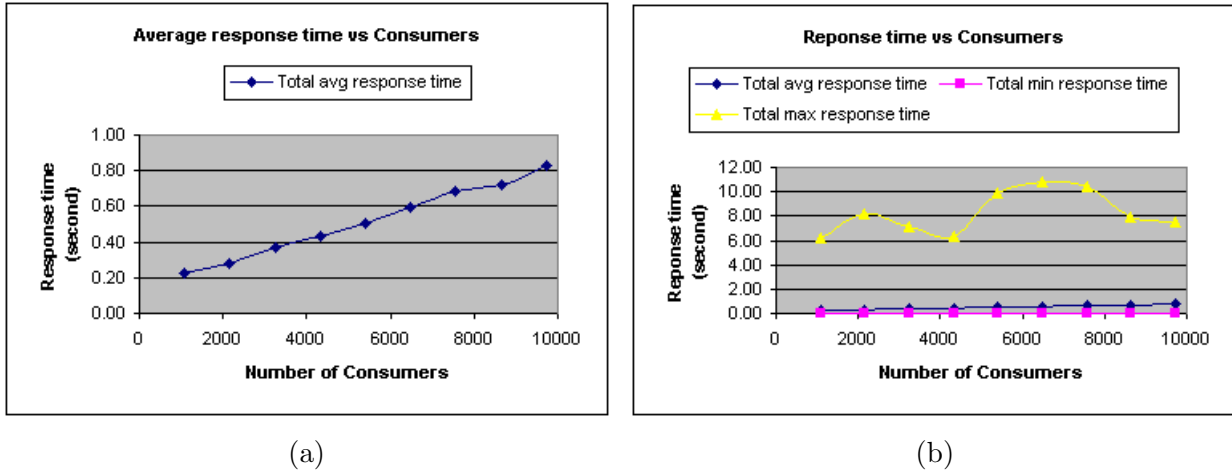 Average response time vs Consumers
Total avg response time
1.00
0.80
0.60
0.40
0.20
0.00
Response time
(second)
0 2000 4000 6000 8000 10000
Number of Consumers
(a)
Reponse time vs Consumers
Total avg response time Total min response time
Total max response time
12.00
10.00
8.00
6.00
4.00
2.00
0.00
Reponse time
(second)
0 2000 4000 6000 8000 10000
Number of Consumers
(b)